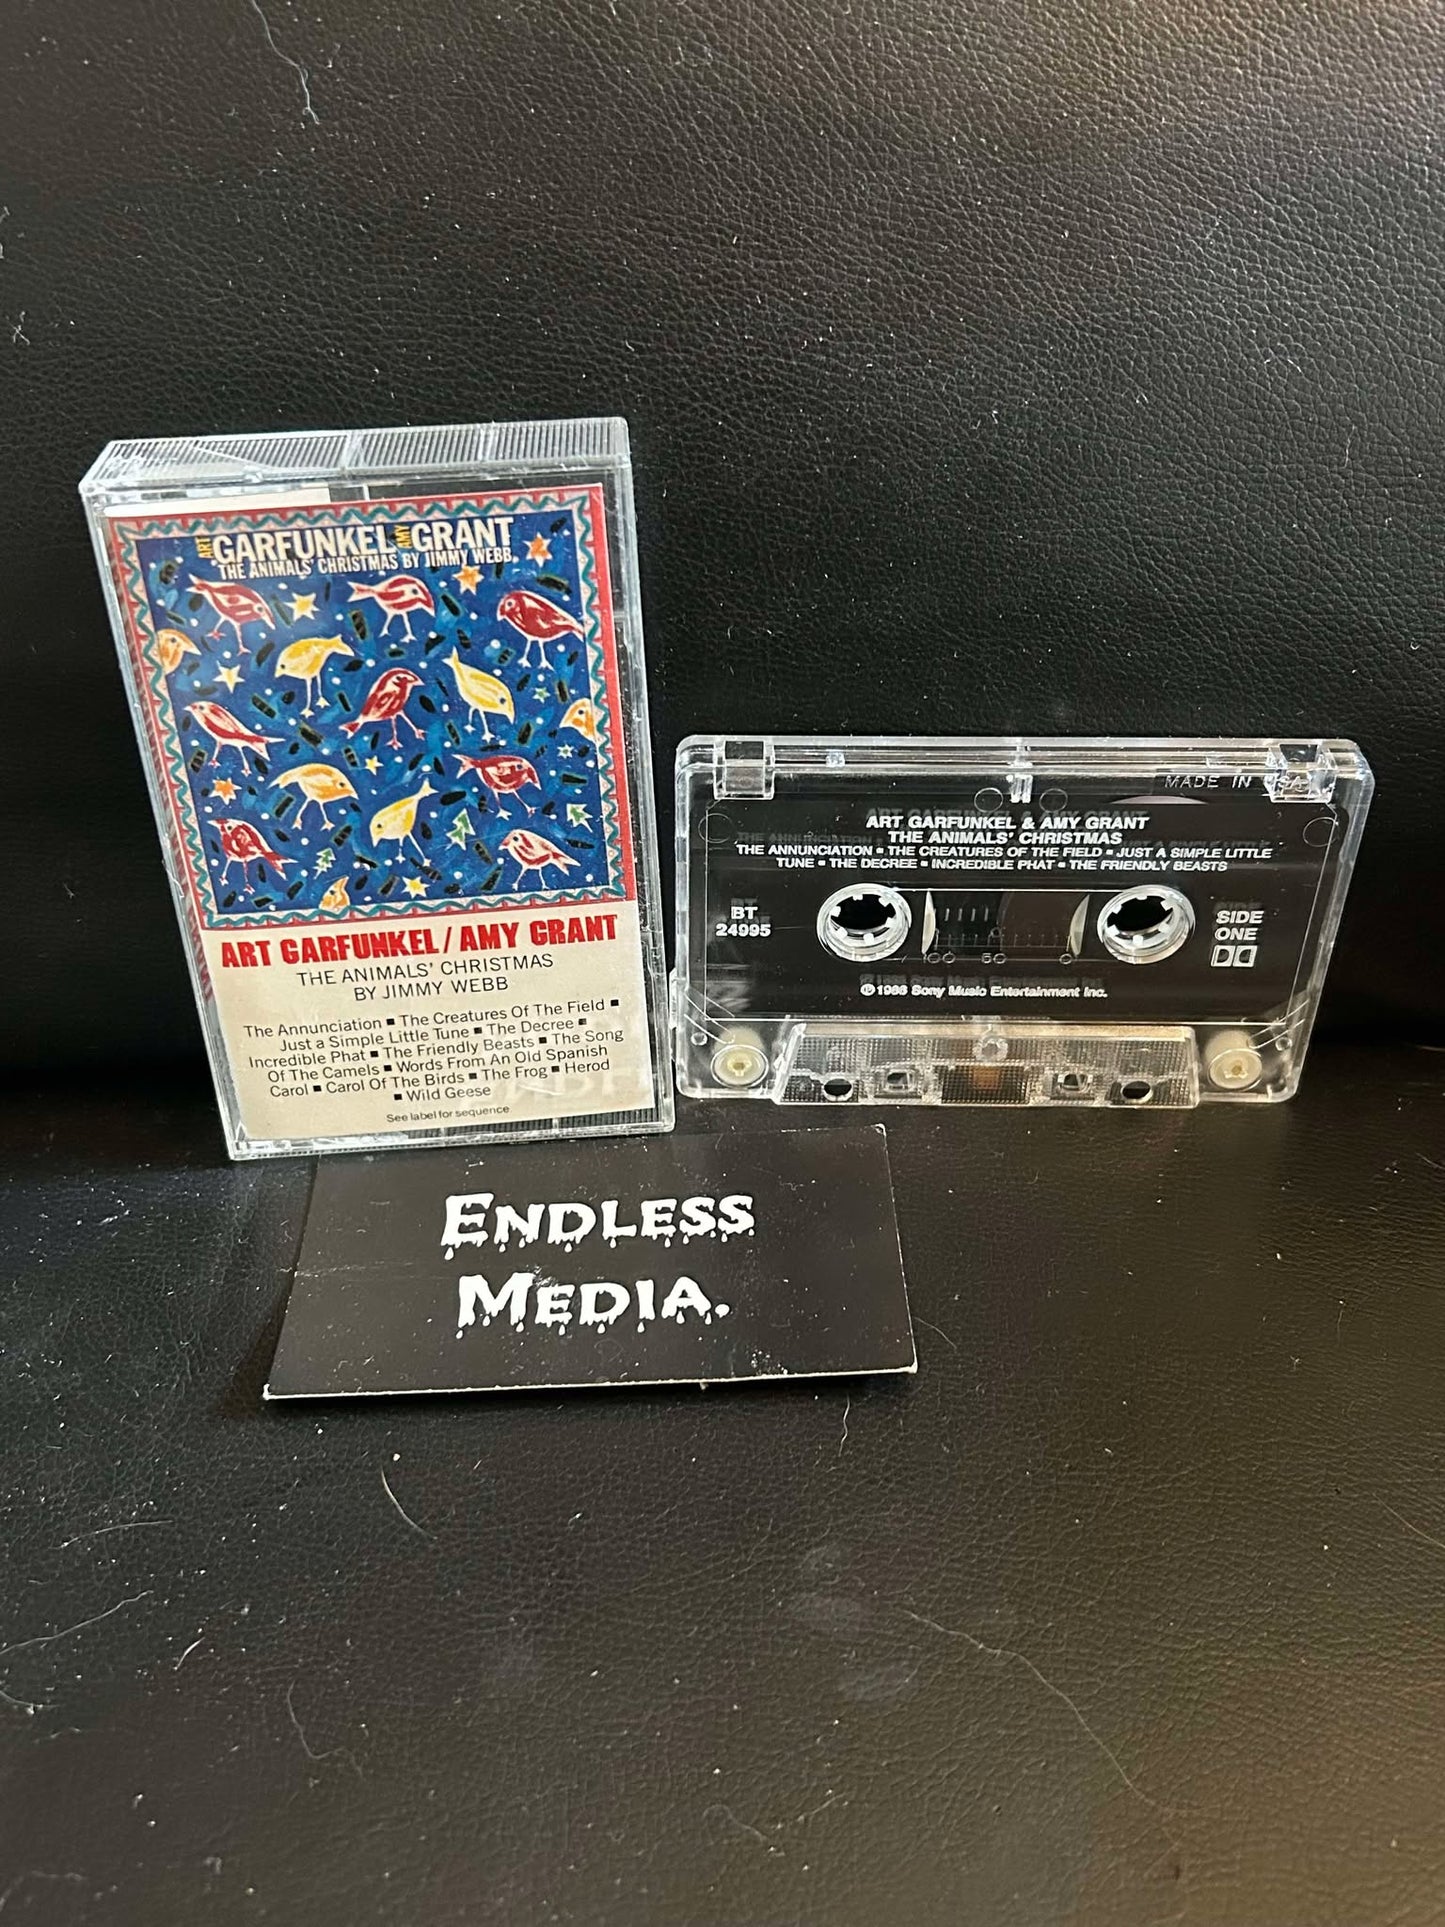 ART GARFUNKEL AMY GRANT
THE ANIMALS' CHRISTMAS BY JIMMY WEBB
ART GARFUNKEL/AMY GRANT
THE ANIMALS' CHRISTMAS
BY JIMMY WEBB
The Annunciation ■ The Creatures Of The Field ■
Just a Simple Little Tune ■ The Decree ■
Incredible Phat ■ The Friendly Beasts ■ The Song
Of The Camels ■ Words From An Old Spanish
Carol ■ Carol Of The Birds ■ The Frog ■ Herod
■ Wild Geese
See label for sequence
MADE IN USA
ART GARFUNKEL & AMY GRANT
THE ANIMALS' CHRISTMAS
THE ANNUNCIATION ▪ THE CREATURES OF THE FIELD ▪ JUST A SIMPLE LITTLE
TUNE ▪ THE DECREE ▪ INCREDIBLE PHAT ▪ THE FRIENDLY BEASTS
BT
24995
SIDE
ONE
100 50 0
℗ 1986 Sony Music Entertainment Inc.
ENDLESS
MEDIA.